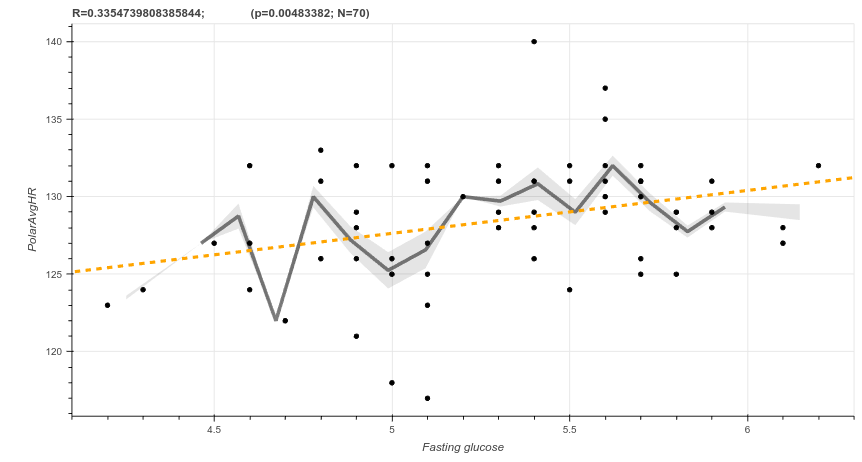 R=0.3354739808385844; (p=0.00483382; N=70)
140
135
130
125
120
PolarAvgHR
4.5 5 5.5 6
Fasting glucose